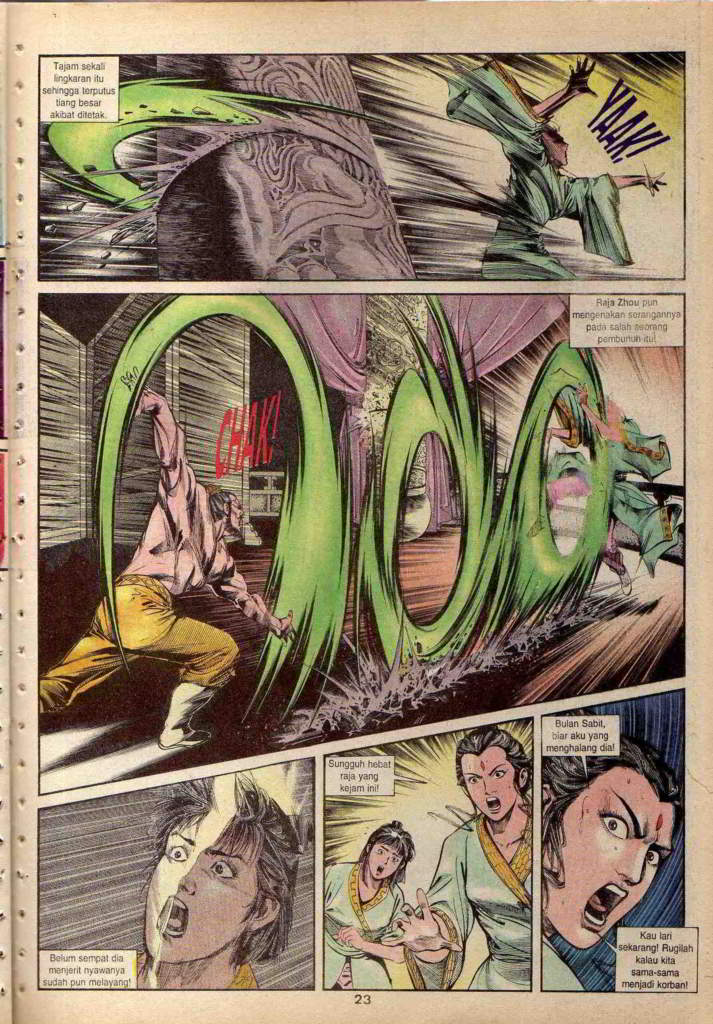 Tajam sekali
lingkaran itu
sehingga terputus
tiang besar
akibat ditetak.
YAAK!
Raja Zhou pun
mengenakan serangannya
pada salah seorang
pembunuh itu!
CHAK!
Sungguh hebat
raja yang
kejam ini!
Bulan Sabit,
biar aku yang
menghalang dia!
Belum sempat dia
menjerit nyawanya
sudah pun melayang!
Kau lari
sekarang! Rugilah
kalau kita
sama-sama
menjadi korban!
23